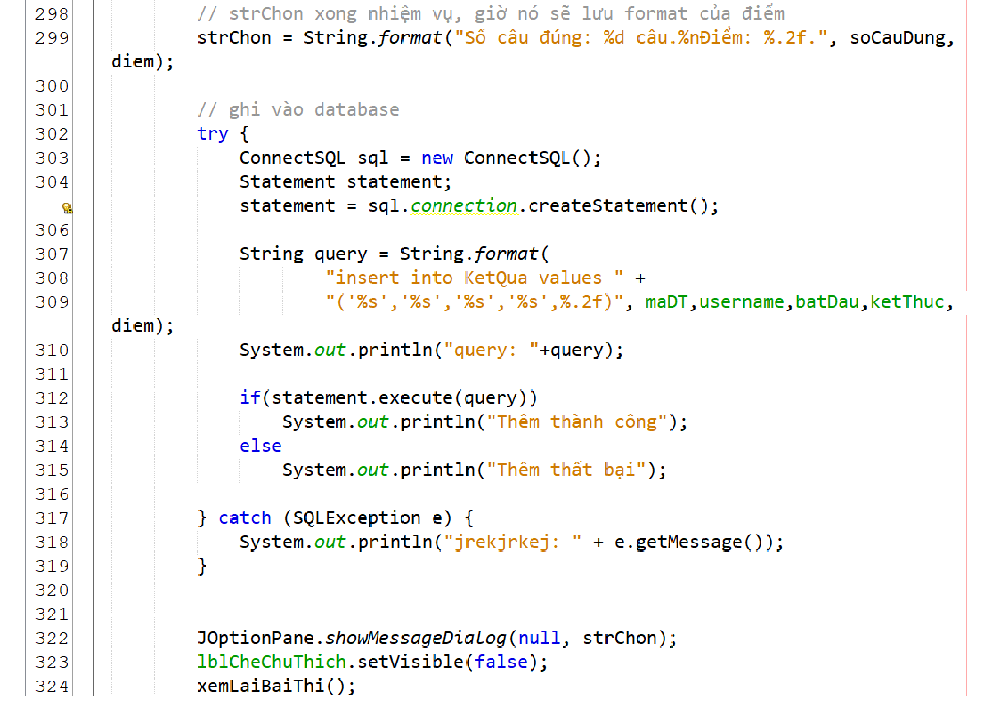 298 // strChon xong nhiệm vụ, giờ nó sẽ lưu format của điểm
299 strChon = String.format("Số câu đúng: %d câu.%nĐiểm: %.2f.", soCauDung,
diem);
300
301 // ghi vào database
302 try {
303 ConnectSQL sql = new ConnectSQL();
304 Statement statement;
statement = sql.connection.createStatement();
306
307 String query = String.format(
308 "insert into KetQua values " +
309 "('%s','%s','%s','%s',%.2f)", maDT,username,batDau,ketThuc,
diem);
310 System.out.println("query: "+query);
311
312 if(statement.execute(query))
313 System.out.println("Thêm thành công");
314 else
315 System.out.println("Thêm thất bại");
316
317 } catch (SQLException e) {
318 System.out.println("jrekjrkej: " + e.getMessage());
319 }
320
321
322 JOptionPane.showMessageDialog(null, strChon);
323 lblCheChuThich.setVisible(false);
324 xemLaiBaiThi();